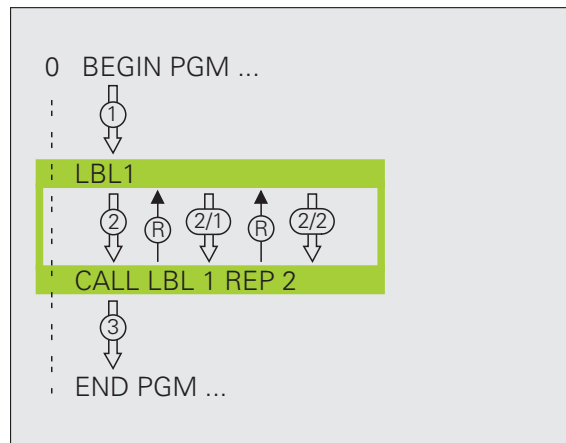 0 BEGIN PGM ...
1
LBL1
2 R 2/1 R 2/2
CALL LBL 1 REP 2
3
END PGM ...